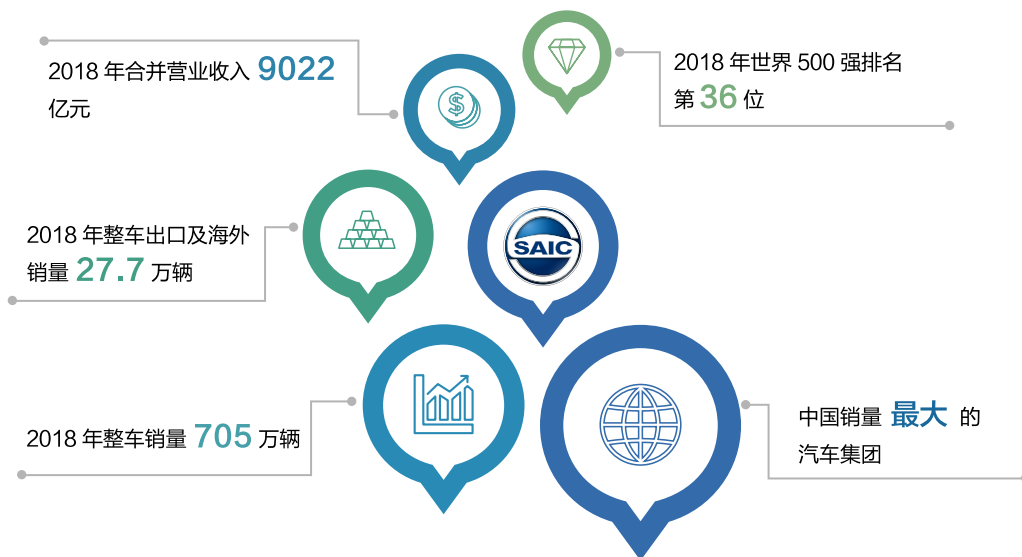 2018 年合并营业收入 9022
亿元
2018 年世界 500 强排名
第 36 位
2018 年整车出口及海外
销量 27.7 万辆
SAIC
2018 年整车销量 705 万辆
中国销量 最大 的
汽车集团